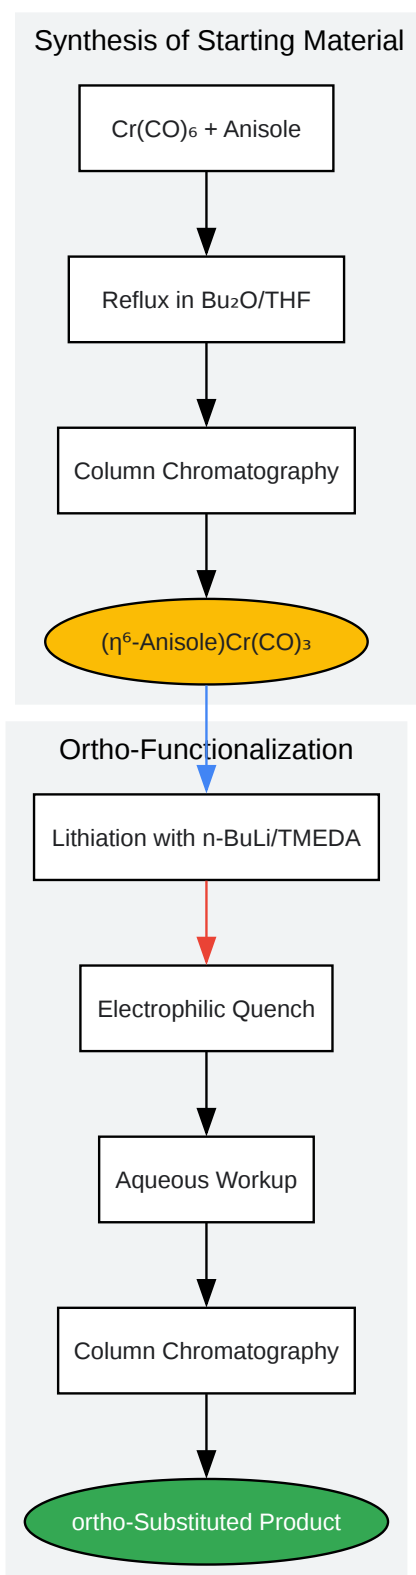 Synthesis of Starting Material
Cr(CO)₆ + Anisole
Reflux in Bu₂O/THF
Column Chromatography
(η⁶-Anisole)Cr(CO)₃
Ortho-Functionalization
Lithiation with n-BuLi/TMEDA
Electrophilic Quench
Aqueous Workup
Column Chromatography
ortho-Substituted Product